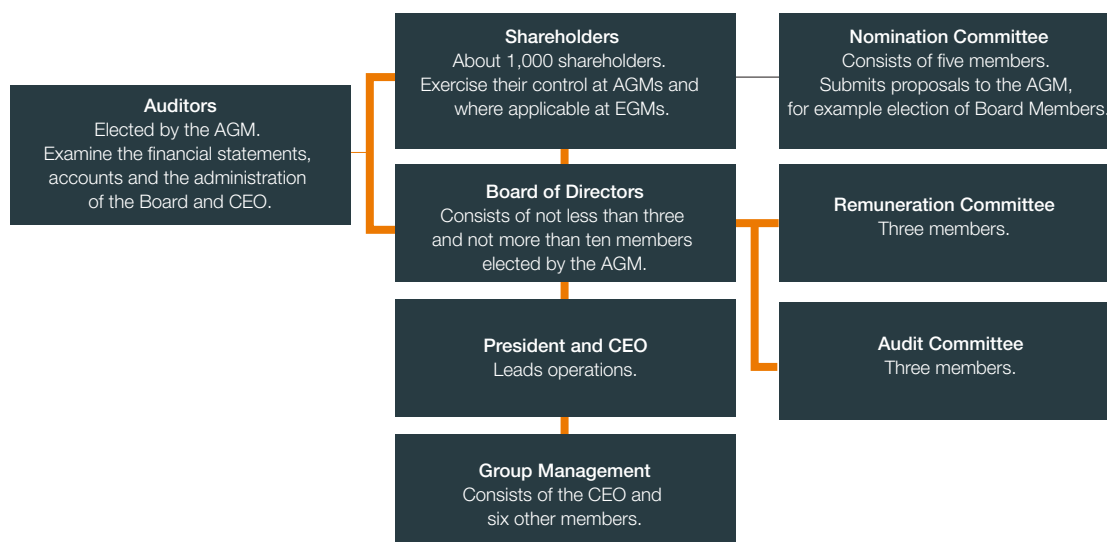 Shareholders
About 1,000 shareholders.
Exercise their control at AGMs and
where applicable at EGMs.
Nomination Committee
Consists of five members.
Submits proposals to the AGM,
for example election of Board Members.
Auditors
Elected by the AGM.
Examine the financial statements,
accounts and the administration
of the Board and CEO.
Board of Directors
Consists of not less than three
and not more than ten members
elected by the AGM.
Remuneration Committee
Three members.
President and CEO
Leads operations.
Audit Committee
Three members.
Group Management
Consists of the CEO and
six other members.